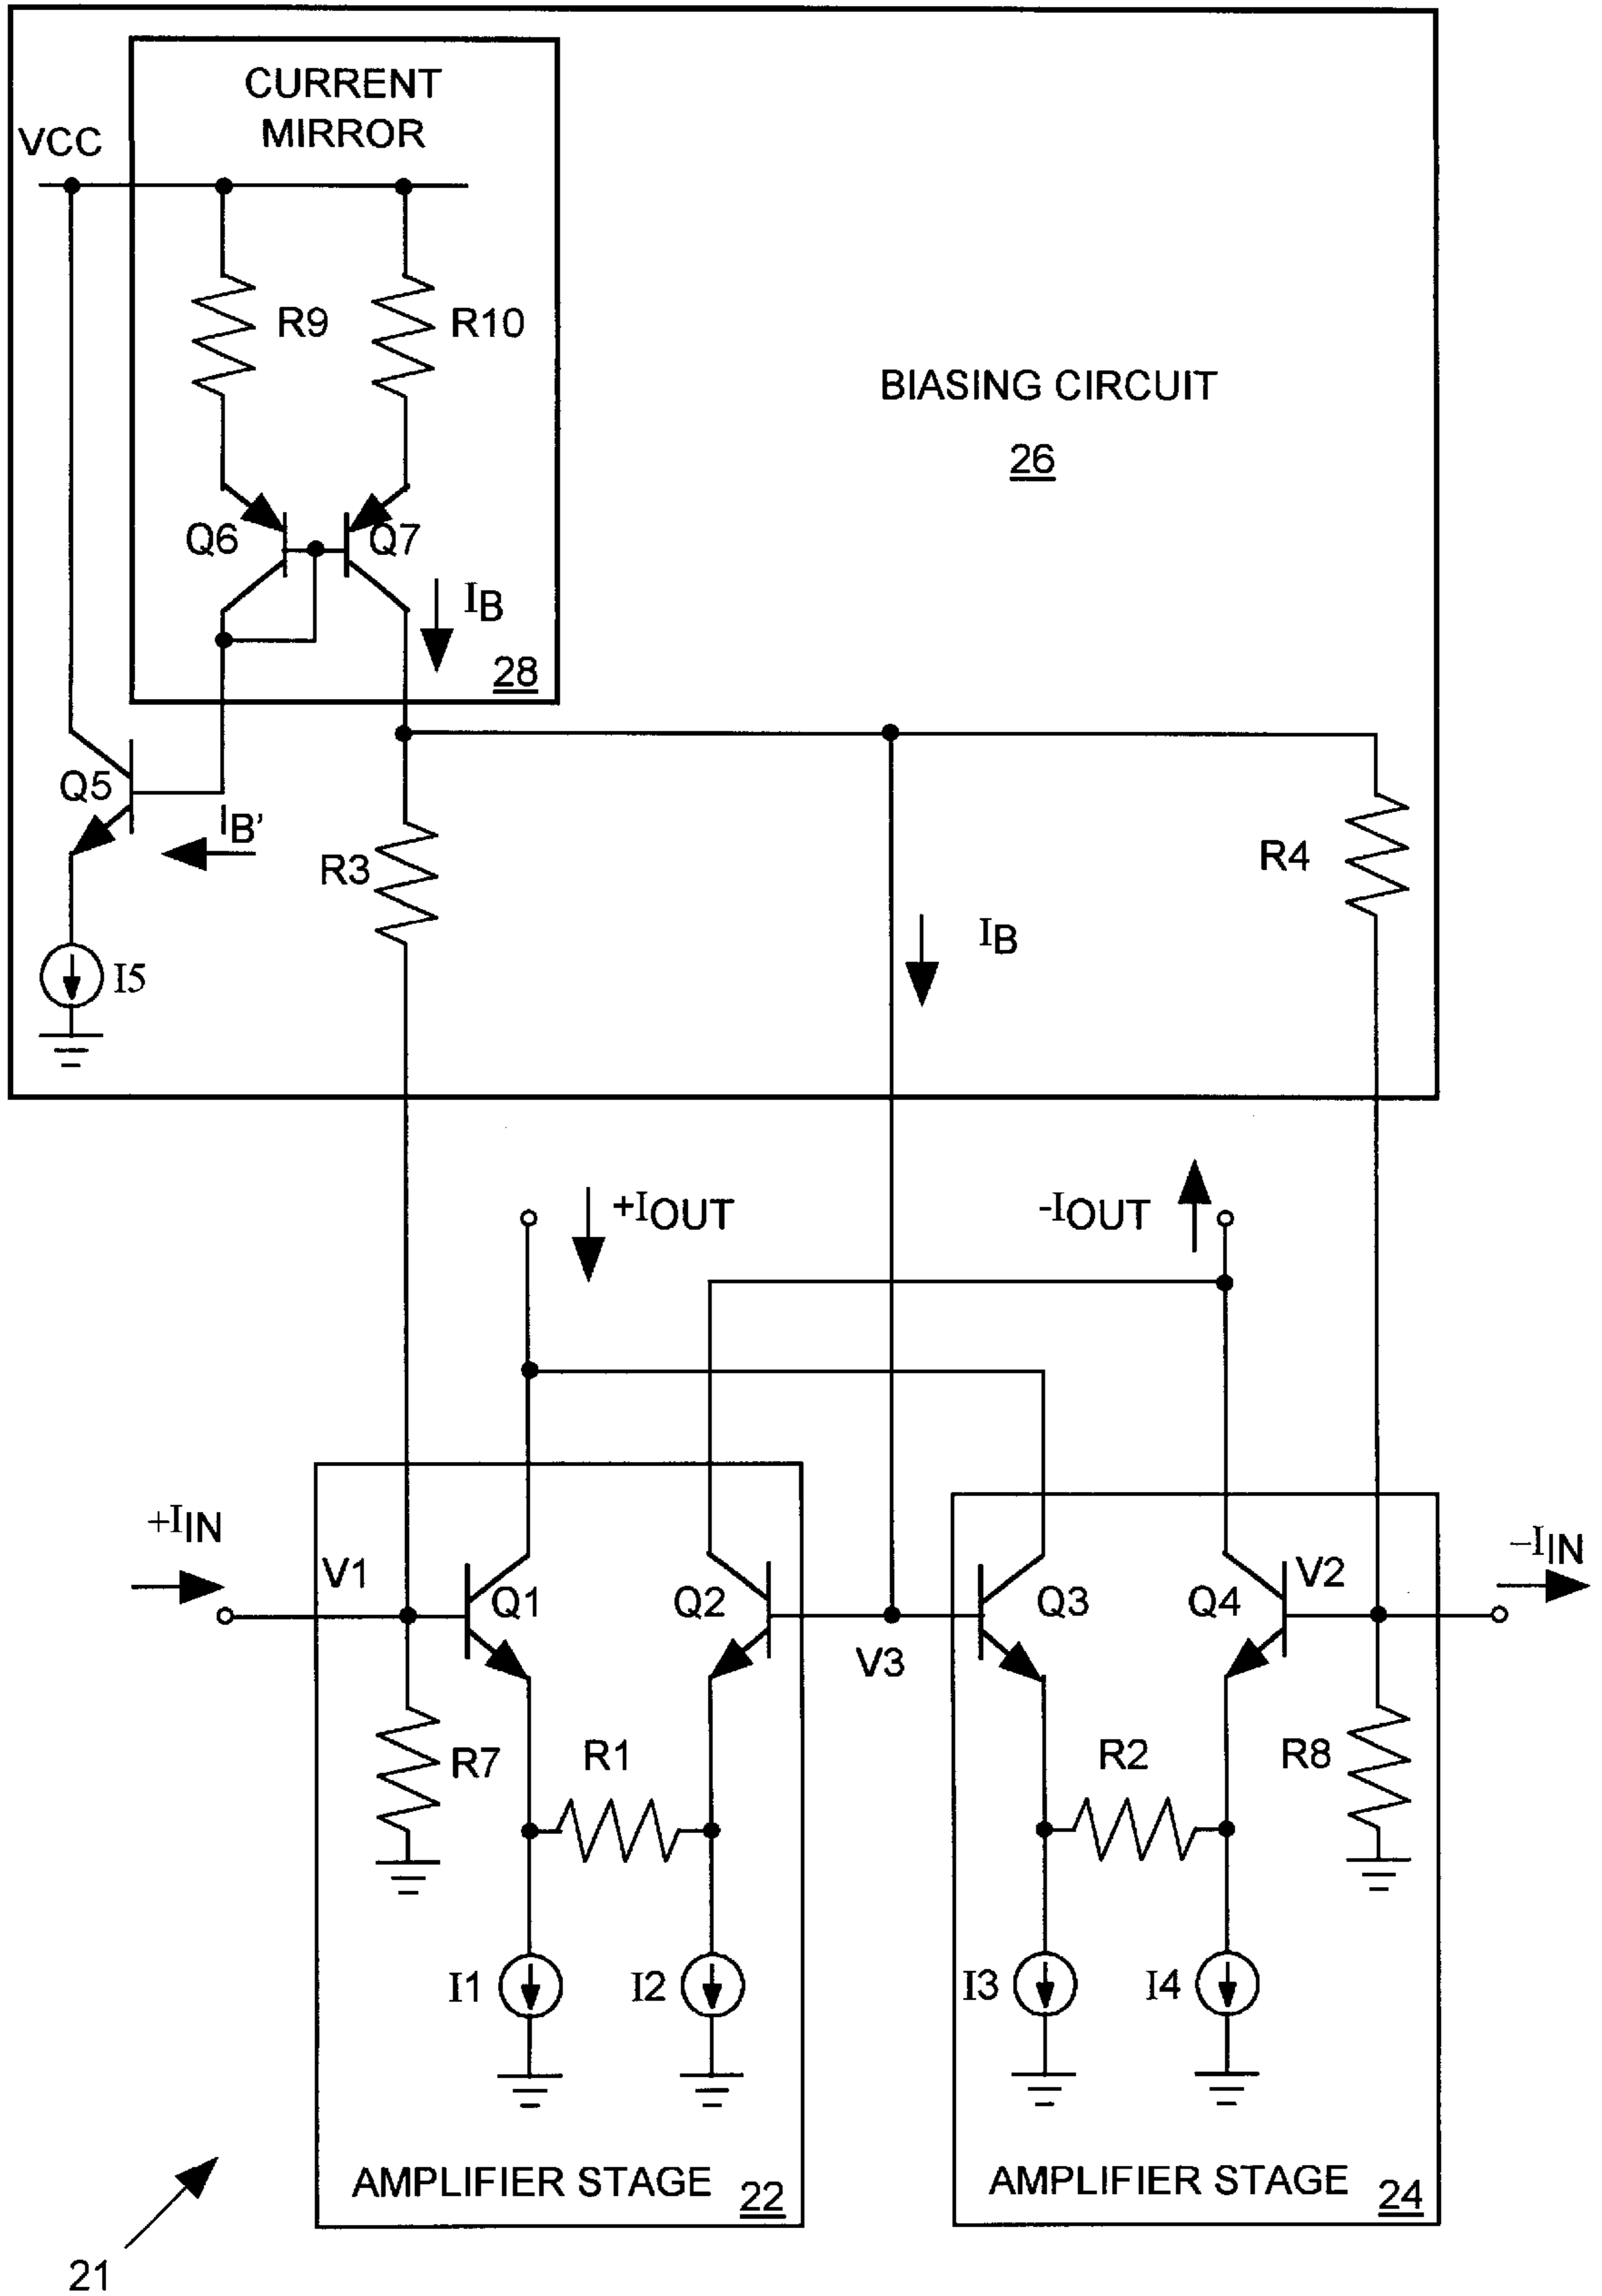 CURRENT
MIRROR
VCC
R9
R10
BIASING CIRCUIT
26
Q6
Q7
IB
28
Q5
IB'
R3
R4
IB
I5
+IOUT
-IOUT
+IIN
V1
Q1
Q2
V3
Q3
Q4
V2
–IIN
R7
R1
R2
R8
I1
I2
I3
I4
AMPLIFIER STAGE 22
AMPLIFIER STAGE 24
21